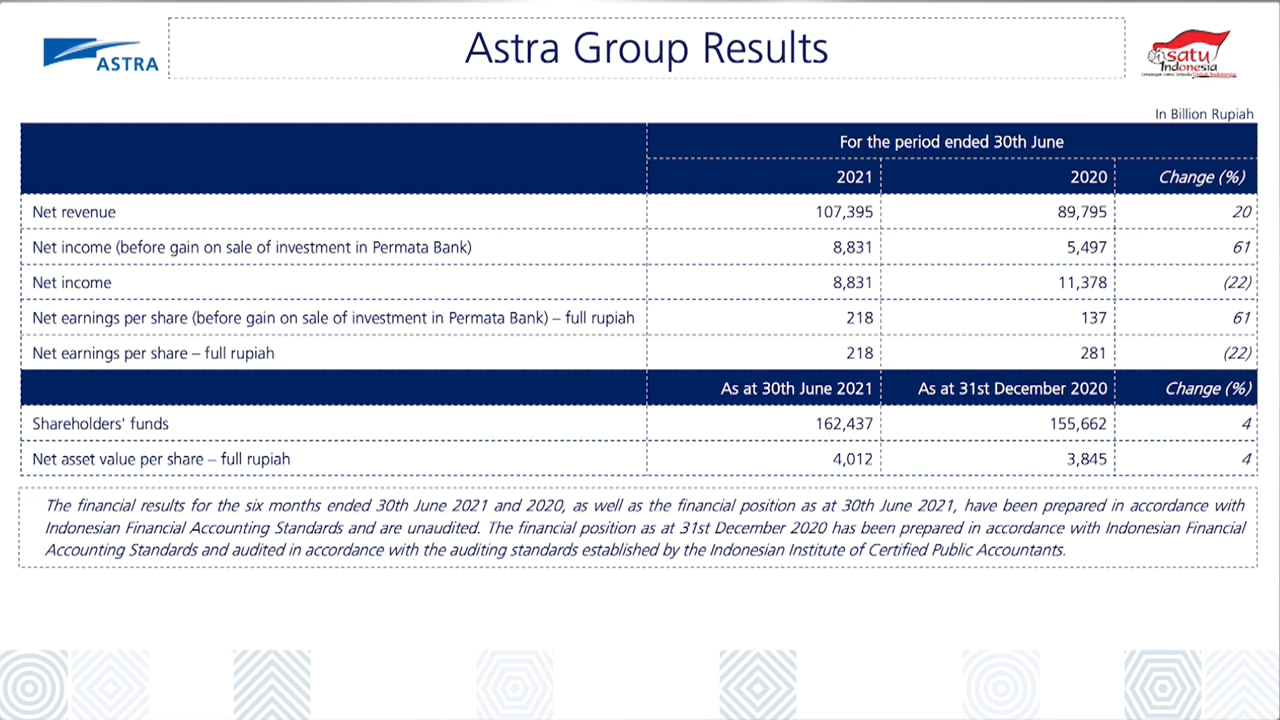 ASTRA
Astra Group Results
satu
Indonesia
In Billion Rupiah
For the period ended 30th June
2021 2020 Change (%)
Net revenue 107,395 89,795 20
Net income (before gain on sale of investment in Permata Bank) 8,831 5,497 61
Net income 8,831 11,378 (22)
Net earnings per share (before gain on sale of investment in Permata Bank) – full rupiah 218 137 61
Net earnings per share – full rupiah 218 281 (22)
As at 30th June 2021 As at 31st December 2020 Change (%)
Shareholders' funds 162,437 155,662 4
Net asset value per share – full rupiah 4,012 3,845 4
The financial results for the six months ended 30th June 2021 and 2020, as well as the financial position as at 30th June 2021, have been prepared in accordance with
Indonesian Financial Accounting Standards and are unaudited. The financial position as at 31st December 2020 has been prepared in accordance with Indonesian Financial
Accounting Standards and audited in accordance with the auditing standards established by the Indonesian Institute of Certified Public Accountants.